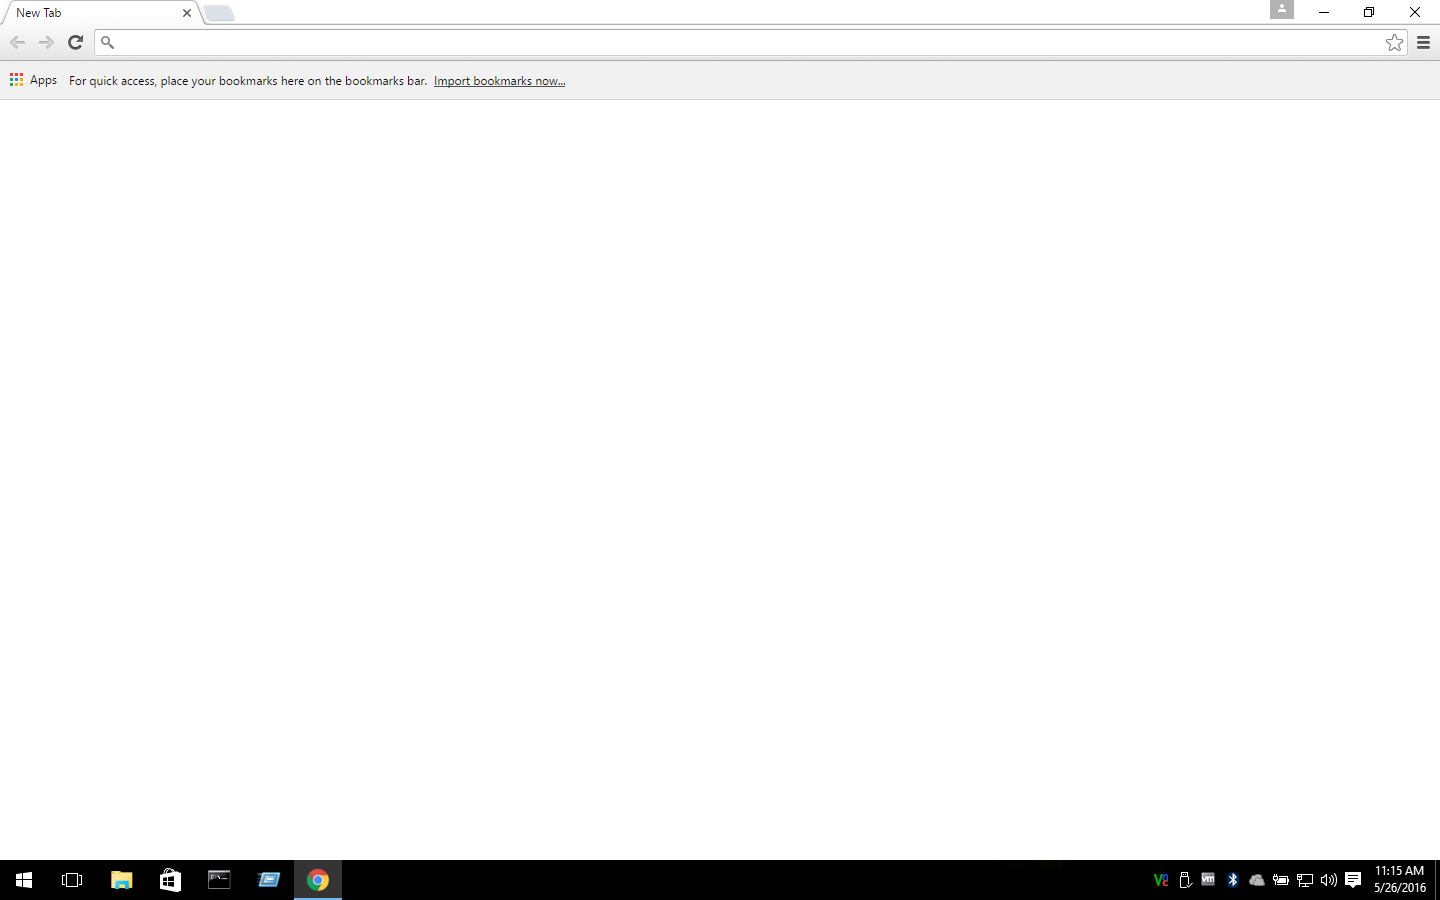 New Tab
Apps For quick access, place your bookmarks here on the bookmarks bar. Import bookmarks now...
vm
11:15 AM
5/26/2016